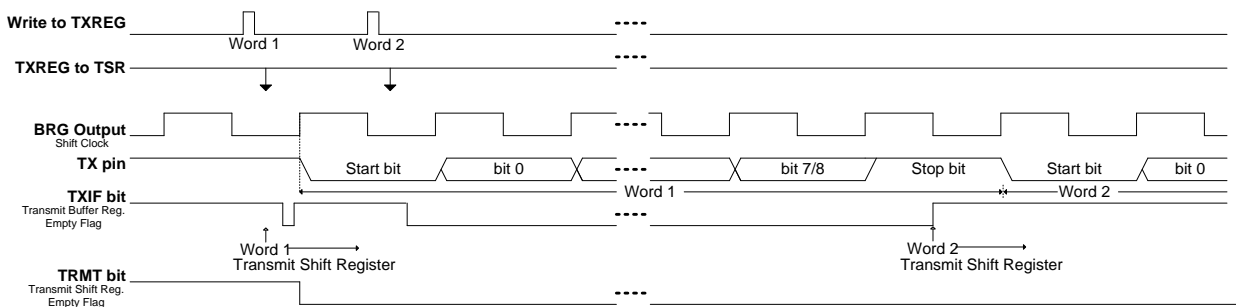 Write to TXREG
Word 1 Word 2
TXREG to TSR
BRG Output
Shift Clock
TX pin Start bit bit 0 bit 7/8 Stop bit Start bit bit 0
Word 1 Word 2
TXIF bit
Transmit Buffer Reg.
Empty Flag
Word 1 Word 2
Transmit Shift Register Transmit Shift Register
TRMT bit
Transmit Shift Reg.
Empty Flag